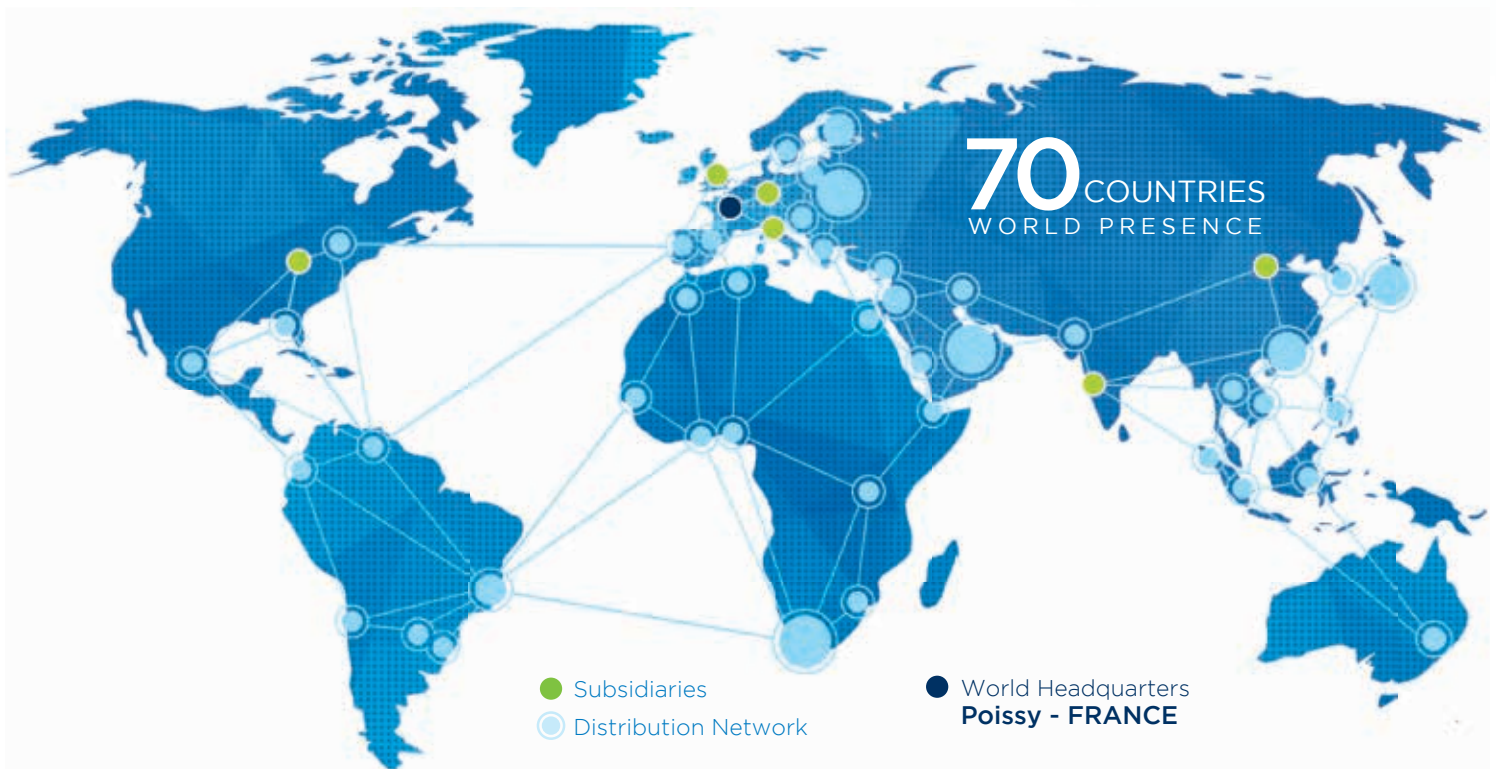 70 COUNTRIES
WORLD PRESENCE
Subsidiaries
Distribution Network
World Headquarters
Poissy - FRANCE